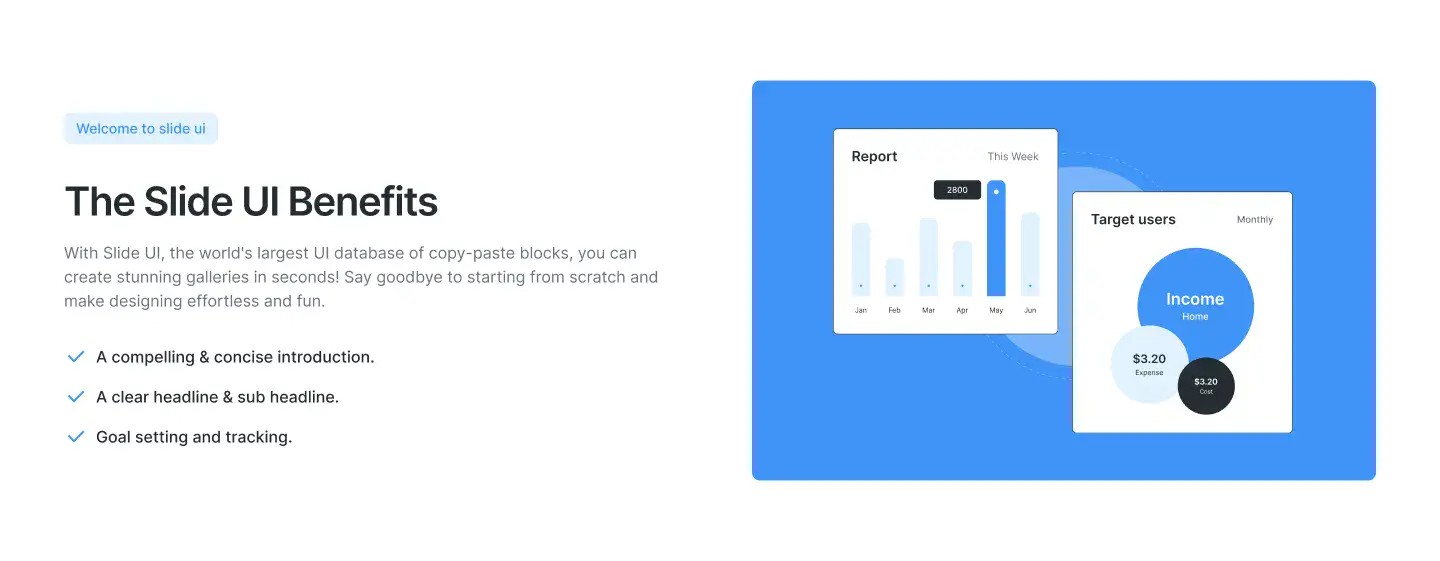 Welcome to slide ui
The Slide UI Benefits
With Slide UI, the world's largest UI database of copy-paste blocks, you can
create stunning galleries in seconds! Say goodbye to starting from scratch and
make designing effortless and fun.
A compelling & concise introduction.
A clear headline & sub headline.
Goal setting and tracking.
Report This Week
2800
Jan Feb Mar Apr May Jun
Target users Monthly
Income
Home
$3.20
Expense
$3.20
Cost